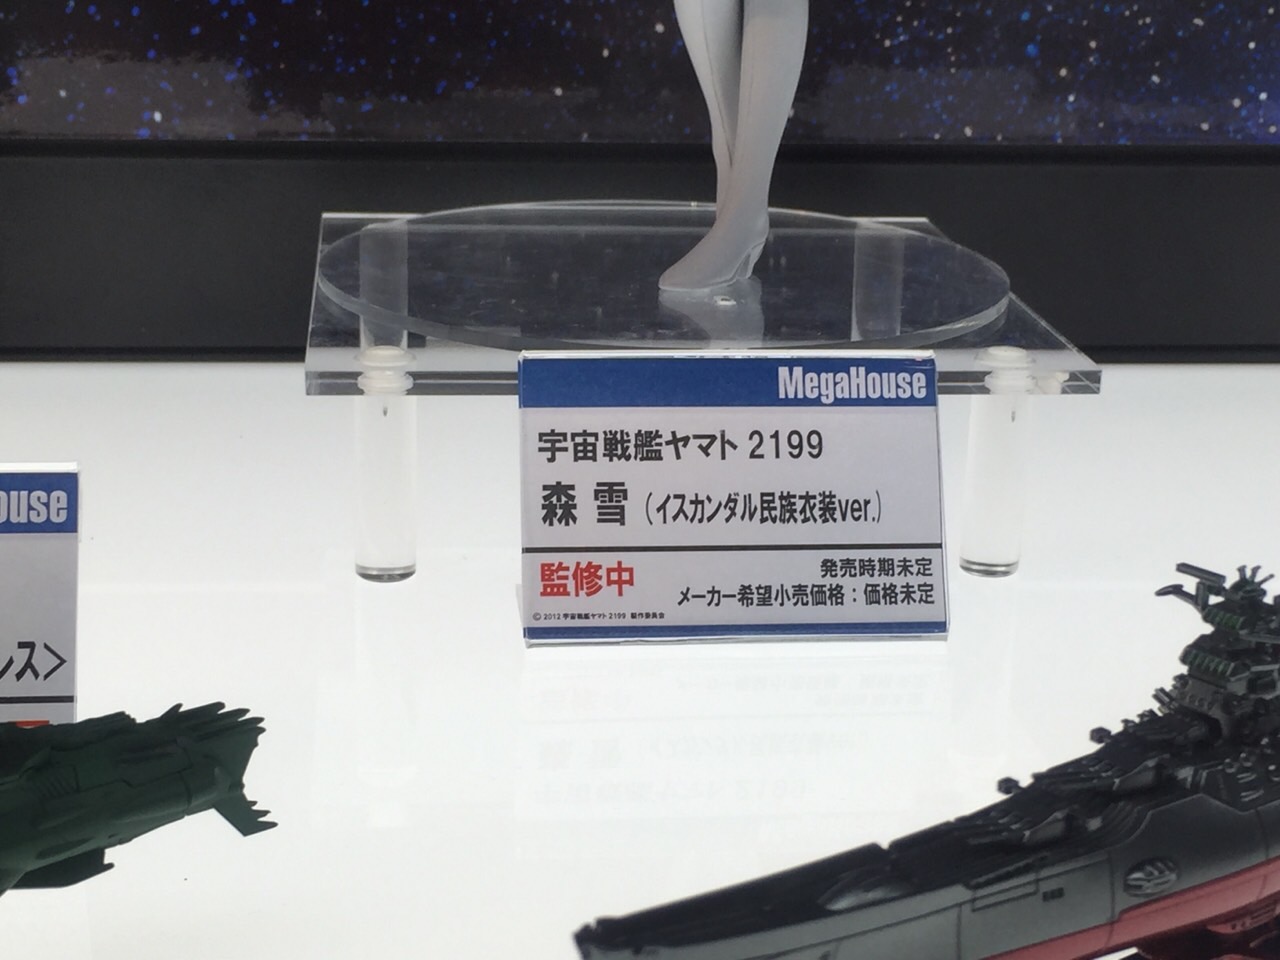 MegaHouse
宇宙戦艦ヤマト 2199
森 雪（イスカンダル民族衣装ver.）
監修中
発売時期未定
メーカー希望小売価格：価格未定
© 2012 宇宙戦艦ヤマト 2199 製作委員会
ouse
レス＞